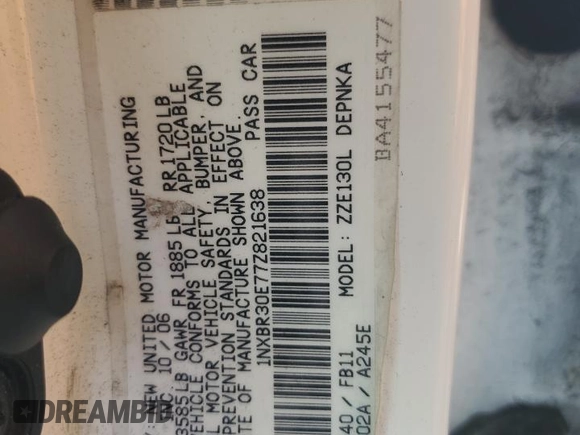 : NEW UNITED MOTOR MANUFACTURING
INC. 10/06
3585LB GAWR FR 1885 LB RR 1720LB
VEHICLE CONFORMS TO ALL APPLICABLE
L MOTOR VEHICLE SAFETY, BUMPER, AND
PREVENTION STANDARDS IN EFFECT ON
TE OF MANUFACTURE SHOWN ABOVE.
1NXBR30E77Z821638 PASS CAR
MODEL: ZZE130L DEPNKA
40 / FB11
02A / A245E
BA4155477
DREAMBID